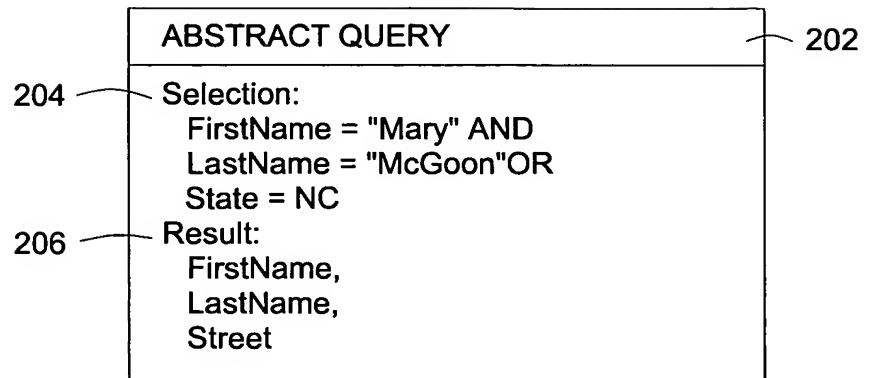 ABSTRACT QUERY
202
204
Selection:
FirstName = "Mary" AND
LastName = "McGoon"OR
State = NC
206
Result:
FirstName,
LastName,
Street